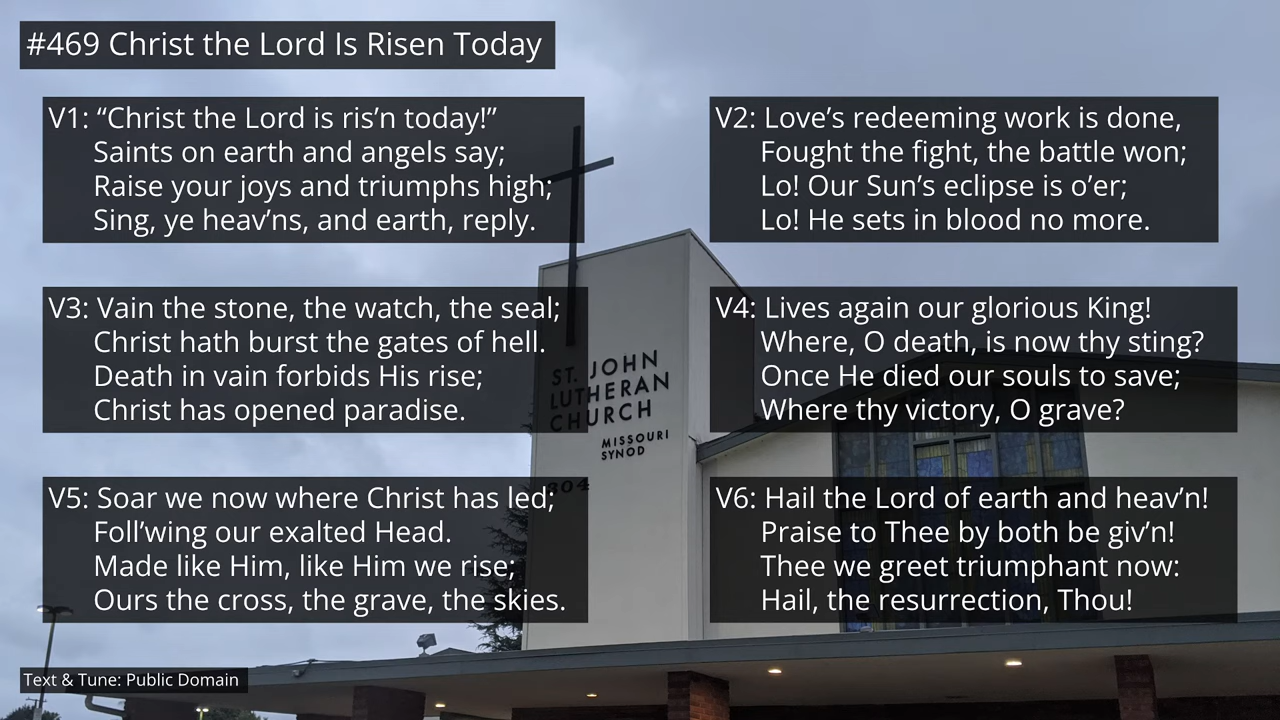 #469 Christ the Lord Is Risen Today
V1: “Christ the Lord is ris’n today!”
Saints on earth and angels say;
Raise your joys and triumphs high;
Sing, ye heav’ns, and earth, reply.
V2: Love’s redeeming work is done,
Fought the fight, the battle won;
Lo! Our Sun’s eclipse is o’er;
Lo! He sets in blood no more.
V3: Vain the stone, the watch, the seal;
Christ hath burst the gates of hell.
Death in vain forbids His rise;
Christ has opened paradise.
V4: Lives again our glorious King!
Where, O death, is now thy sting?
Once He died our souls to save;
Where thy victory, O grave?
ST. JOHN
LUTHERAN
CHURCH
MISSOURI
SYNOD
804
V5: Soar we now where Christ has led;
Foll’wing our exalted Head.
Made like Him, like Him we rise;
Ours the cross, the grave, the skies.
V6: Hail the Lord of earth and heav’n!
Praise to Thee by both be giv’n!
Thee we greet triumphant now:
Hail, the resurrection, Thou!
Text & Tune: Public Domain